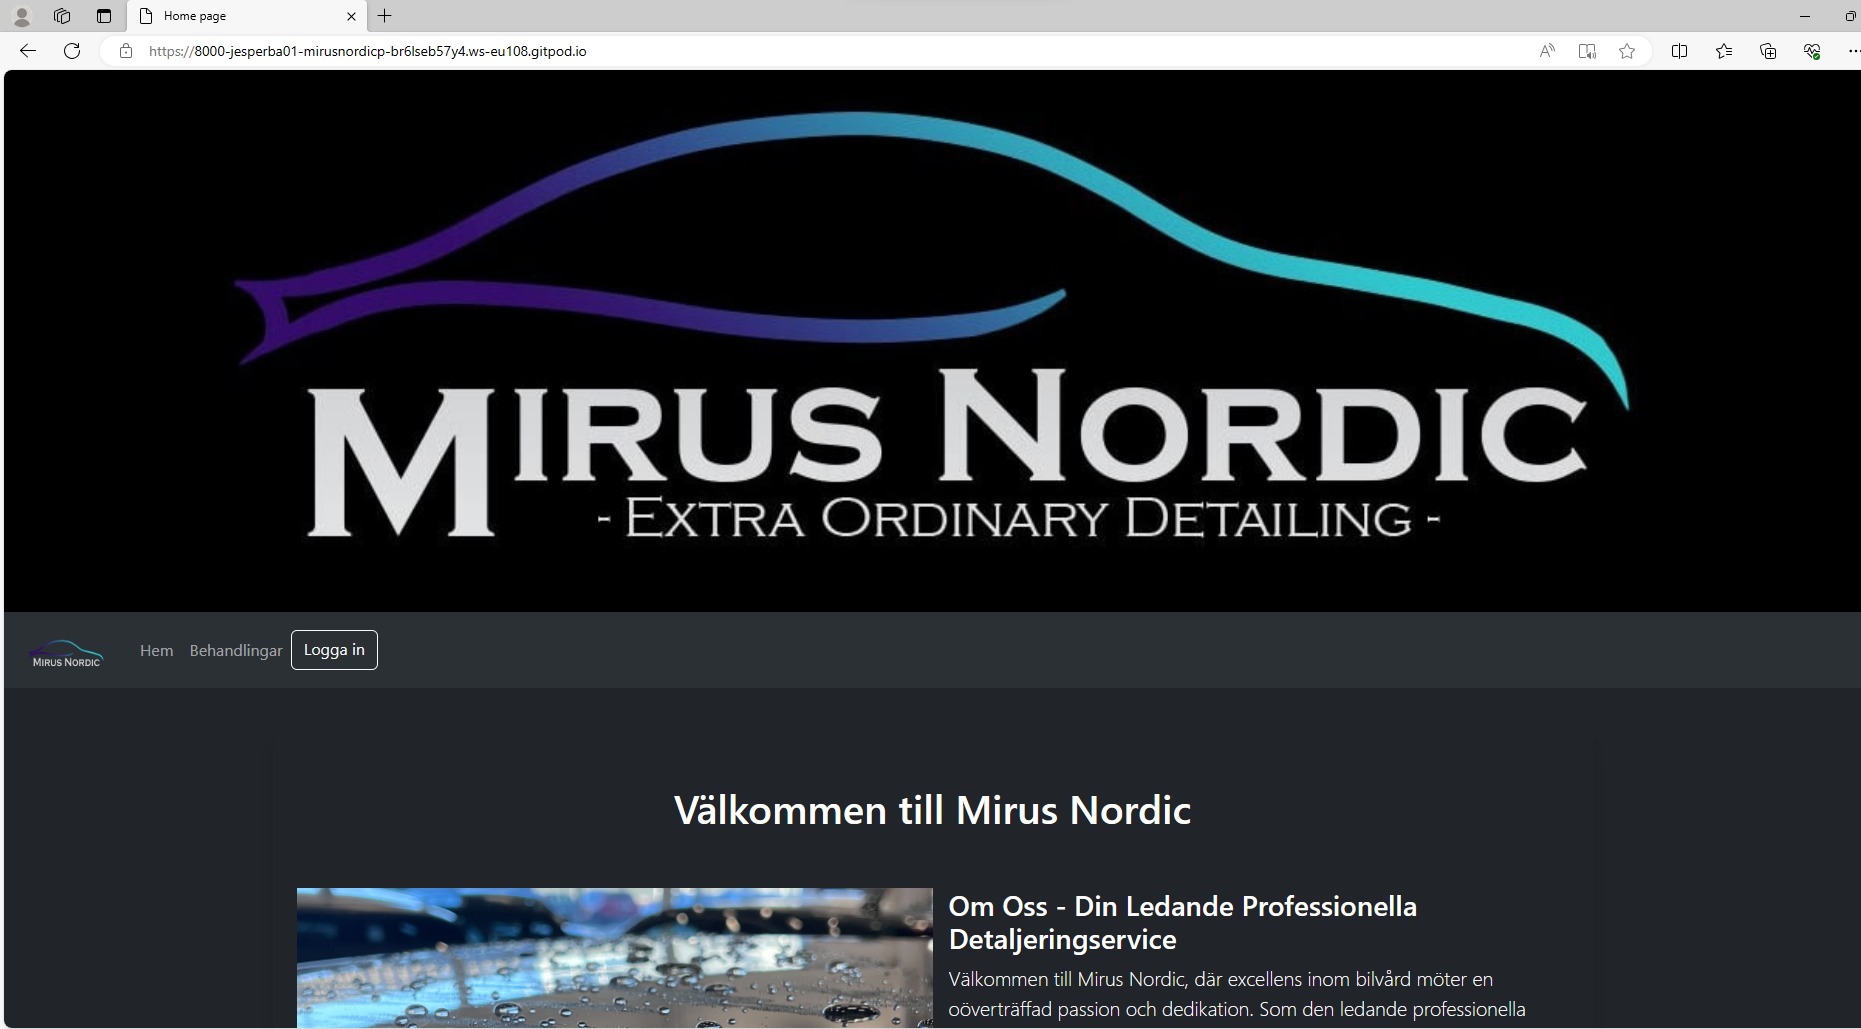 Home page
https://8000-jesperba01-mirusnordicp-br6lseb57y4.ws-eu108.gitpod.io
MIRUS NORDIC
- EXTRA ORDINARY DETAILING -
MIRUS NORDIC
Hem Behandlingar Logga in
Välkommen till Mirus Nordic
Om Oss - Din Ledande Professionella
Detaljeringservice
Välkommen till Mirus Nordic, där excellens inom bilvård möter en
oöverträffad passion och dedikation. Som den ledande professionella